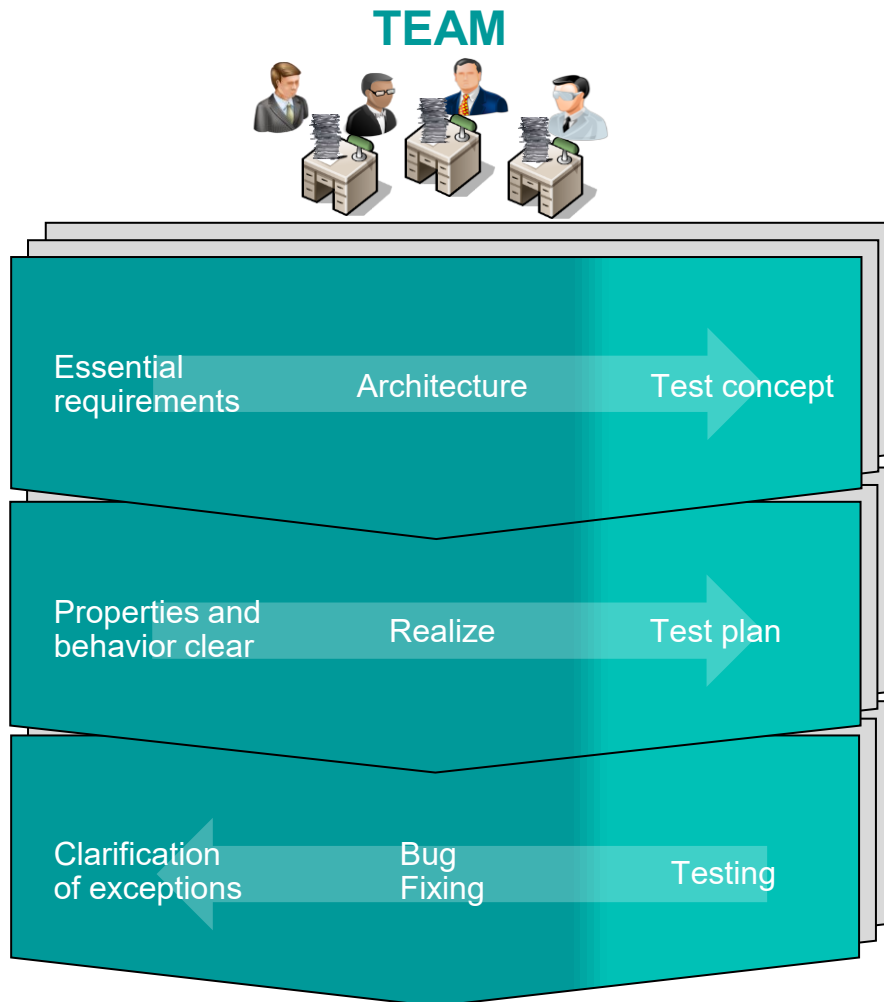 TEAM
Essential
requirements
Architecture
Test concept
Properties and
behavior clear
Realize
Test plan
Clarification
of exceptions
Bug
Fixing
Testing